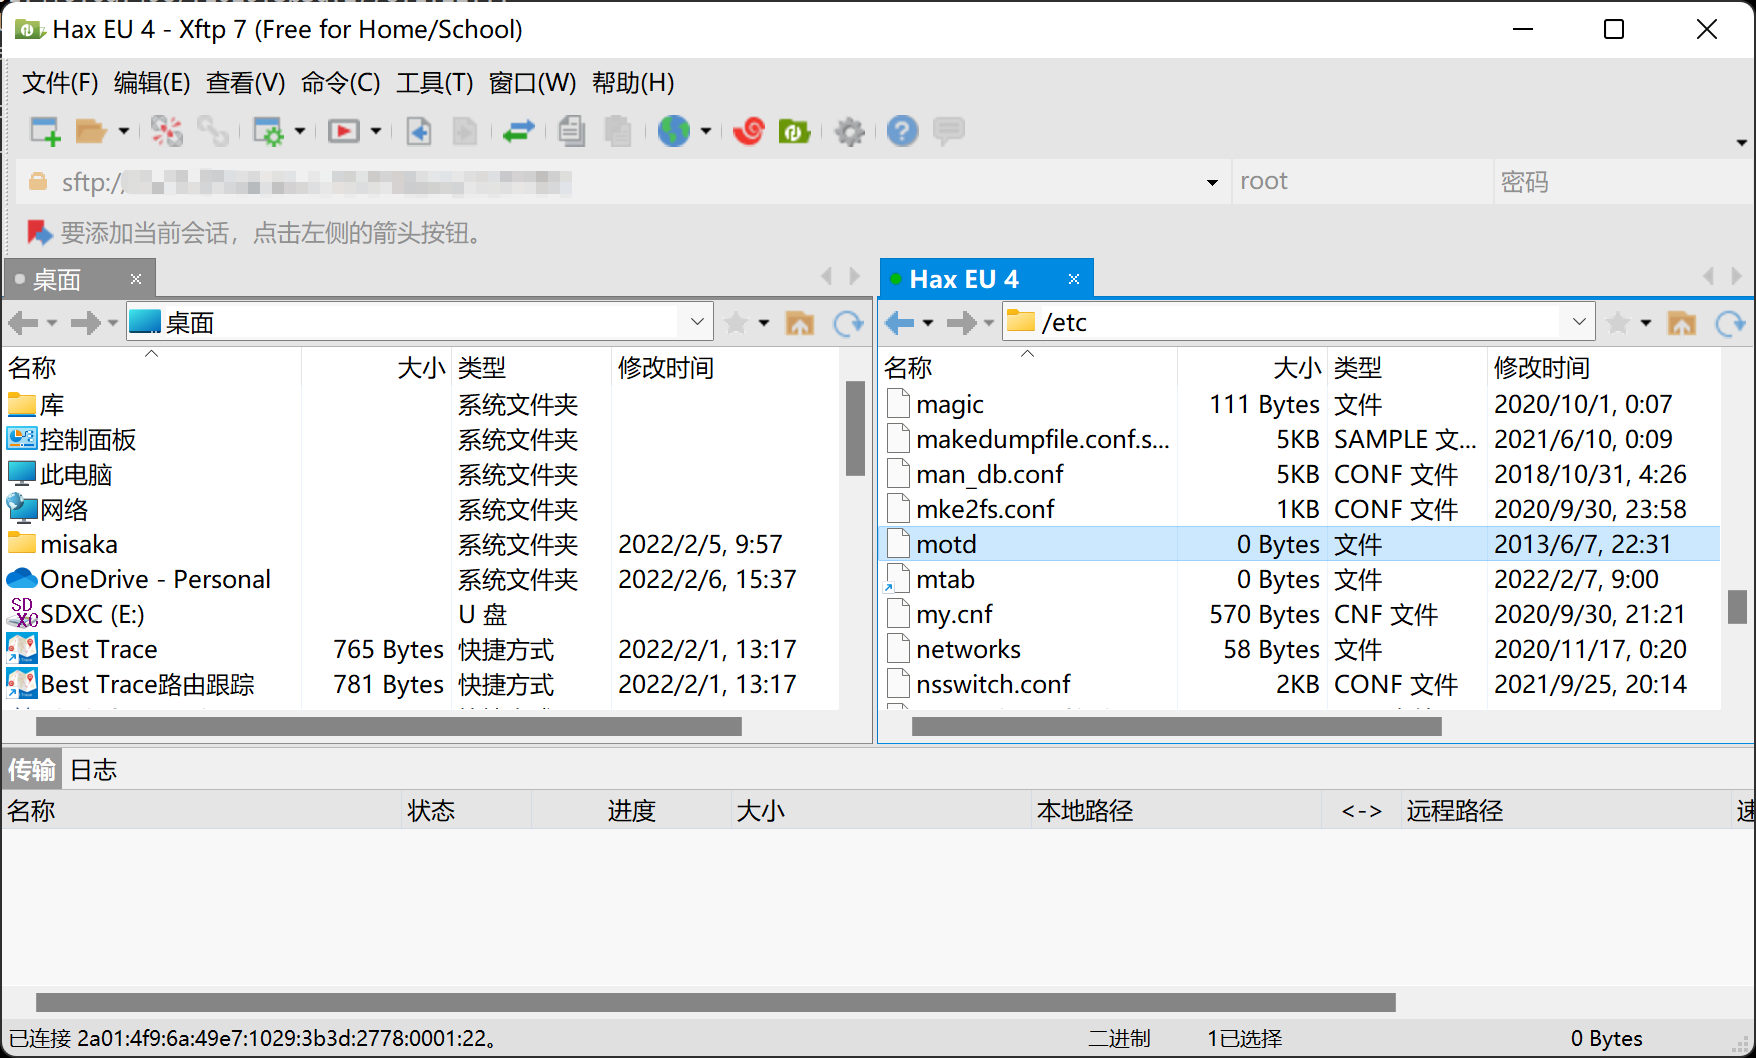 Hax EU 4 - Xftp 7 (Free for Home/School)
文件(F) 编辑(E) 查看(V) 命令(C) 工具(T) 窗口(W) 帮助(H)
sftp:// root 密码
要添加当前会话，点击左侧的箭头按钮。
桌面
桌面
名称 大小 类型 修改时间
库 系统文件夹
控制面板 系统文件夹
此电脑 系统文件夹
网络 系统文件夹
misaka 系统文件夹 2022/2/5, 9:57
OneDrive - Personal 系统文件夹 2022/2/6, 15:37
SDXC (E:) U 盘
Best Trace 765 Bytes 快捷方式 2022/2/1, 13:17
Best Trace路由跟踪 781 Bytes 快捷方式 2022/2/1, 13:17
Hax EU 4
/etc
名称 大小 类型 修改时间
magic 111 Bytes 文件 2020/10/1, 0:07
makedumpfile.conf.s... 5KB SAMPLE 文... 2021/6/10, 0:09
man_db.conf 5KB CONF 文件 2018/10/31, 4:26
mke2fs.conf 1KB CONF 文件 2020/9/30, 23:58
motd 0 Bytes 文件 2013/6/7, 22:31
mtab 0 Bytes 文件 2022/2/7, 9:00
my.cnf 570 Bytes CNF 文件 2020/9/30, 21:21
networks 58 Bytes 文件 2020/11/17, 0:20
nsswitch.conf 2KB CONF 文件 2021/9/25, 20:14
传输 日志
名称 状态 进度 大小 本地路径 <-> 远程路径 速
已连接 2a01:4f9:6a:49e7:1029:3b3d:2778:0001:22。 二进制 1已选择 0 Bytes